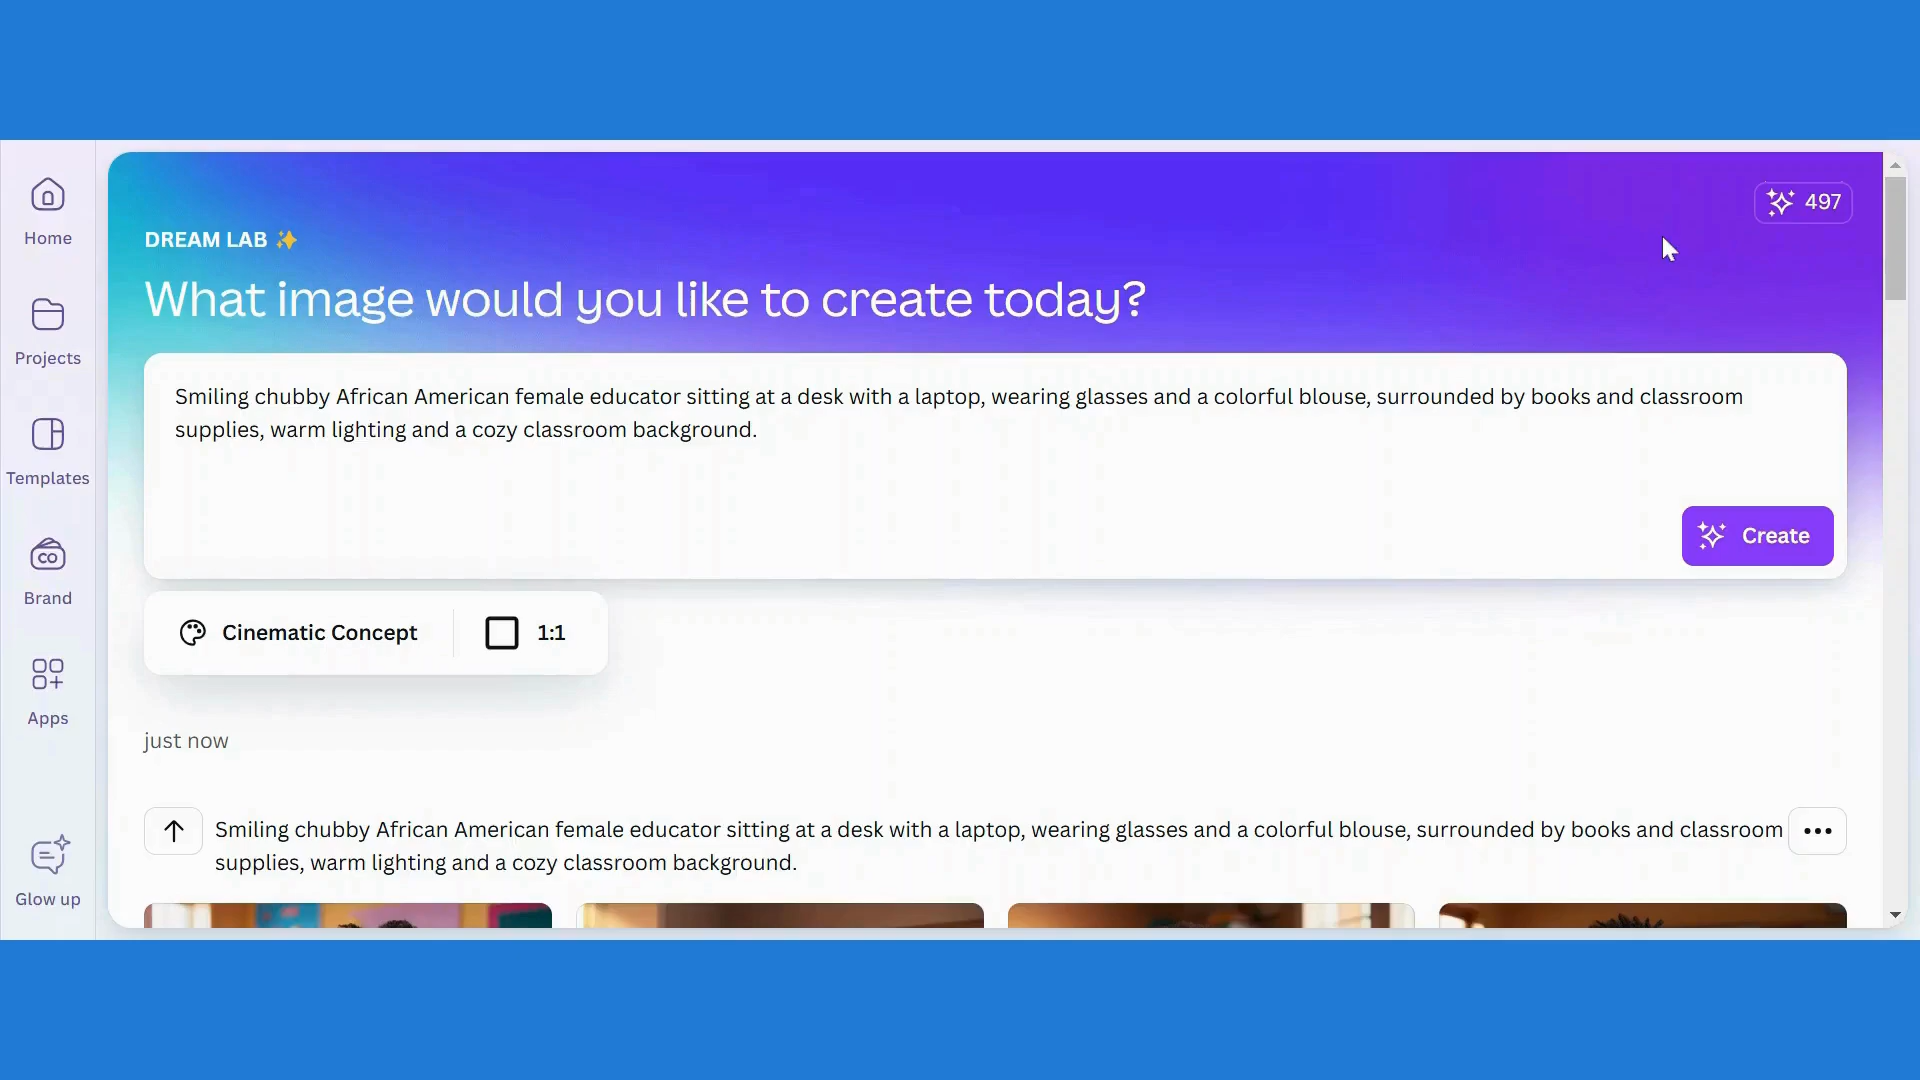 Home
Projects
Templates
CO
Brand
Apps
Glow up
497
DREAM LAB ✨
What image would you like to create today?
Smiling chubby African American female educator sitting at a desk with a laptop, wearing glasses and a colorful blouse, surrounded by books and classroom
supplies, warm lighting and a cozy classroom background.
Create
Cinematic Concept
1:1
just now
Smiling chubby African American female educator sitting at a desk with a laptop, wearing glasses and a colorful blouse, surrounded by books and classroom
supplies, warm lighting and a cozy classroom background.